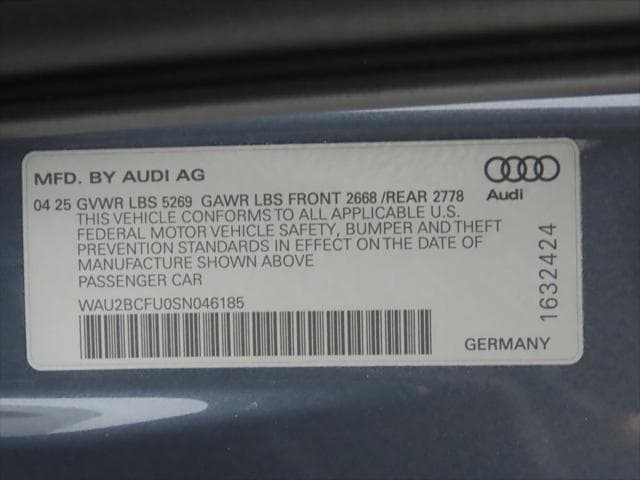 MFD. BY AUDI AG
Audi
04 25 GVWR LBS 5269 GAWR LBS FRONT 2668 /REAR 2778
THIS VEHICLE CONFORMS TO ALL APPLICABLE U.S.
FEDERAL MOTOR VEHICLE SAFETY, BUMPER AND THEFT
PREVENTION STANDARDS IN EFFECT ON THE DATE OF
MANUFACTURE SHOWN ABOVE
PASSENGER CAR
WAU2BCFU0SN046185
1632424
GERMANY